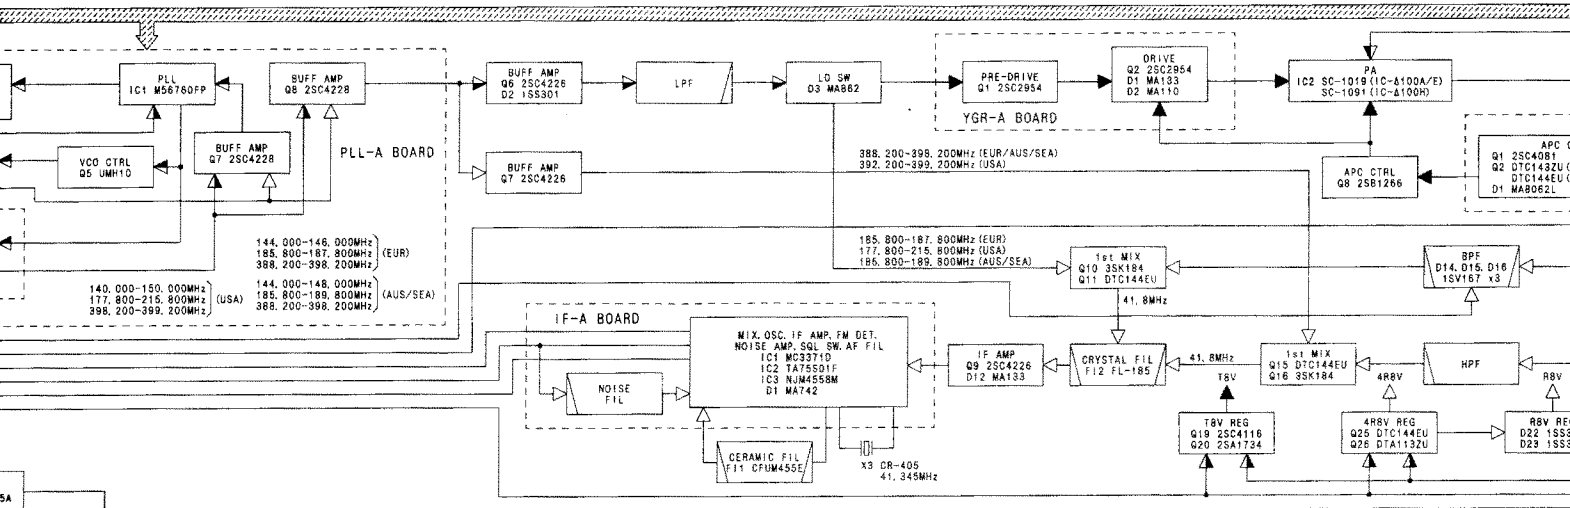 PLL
IC1 M56760FP
BUFF AMP
Q8 2SC4228
BUFF AMP
Q7 2SC4228
VCO CTRL
Q5 UMH10
PLL-A BOARD
144.000-146.000MHz
185.800-187.800MHz (EUR)
388.200-398.200MHz
140.000-150.000MHz
177.800-215.800MHz (USA)
398.200-399.200MHz
144.000-148.000MHz
185.800-189.800MHz (AUS/SEA)
388.200-398.200MHz
BUFF AMP
Q6 2SC4226
D2 1SS301
LPF
LO SW
D3 MA862
PRE-DRIVE
Q1 2SC2954
DRIVE
Q2 2SC2954
D1 MA133
D2 MA110
YGR-A BOARD
PA
IC2 SC-1019(IC-Δ100A/E)
SC-1091(IC-Δ100H)
BUFF AMP
Q7 2SC4226
388.200-398.200MHz(EUR/AUS/SEA)
392.200-399.200MHz(USA)
APC CTRL
Q8 2SB1266
APC
Q1 2SC4081
Q2 DTC143ZU(
DTC144EU(
D1 MA8062L
185.800-187.800MHz(EUR)
177.800-215.800MHz(USA)
185.800-189.800MHz(AUS/SEA)
1st MIX
Q10 3SK184
Q11 DTC144EU
BPF
D14, D15, D16
1SV167 x3
41.8MHz
IF-A BOARD
MIX, OSC, IF AMP, FM DET,
NOISE AMP, SQL SW, AF FIL
IC1 MC3371D
IC2 TA75S01F
IC3 NJM4558M
D1 MA742
NOISE
FIL
IF AMP
Q9 2SC4226
D12 MA133
CRYSTAL FIL
FI2 FL-185
41.8MHz
1st MIX
Q15 DTC144EU
Q16 3SK184
HPF
T8V
4R8V
R8V
T8V REG
Q19 2SC4116
Q20 2SA1734
4R8V REG
Q25 DTC144EU
Q26 DTA113ZU
R8V
D22 1SS3
D23 1SS3
CERAMIC FIL
FI1 CFUM455E
X3 CR-405
41.345MHz
5A